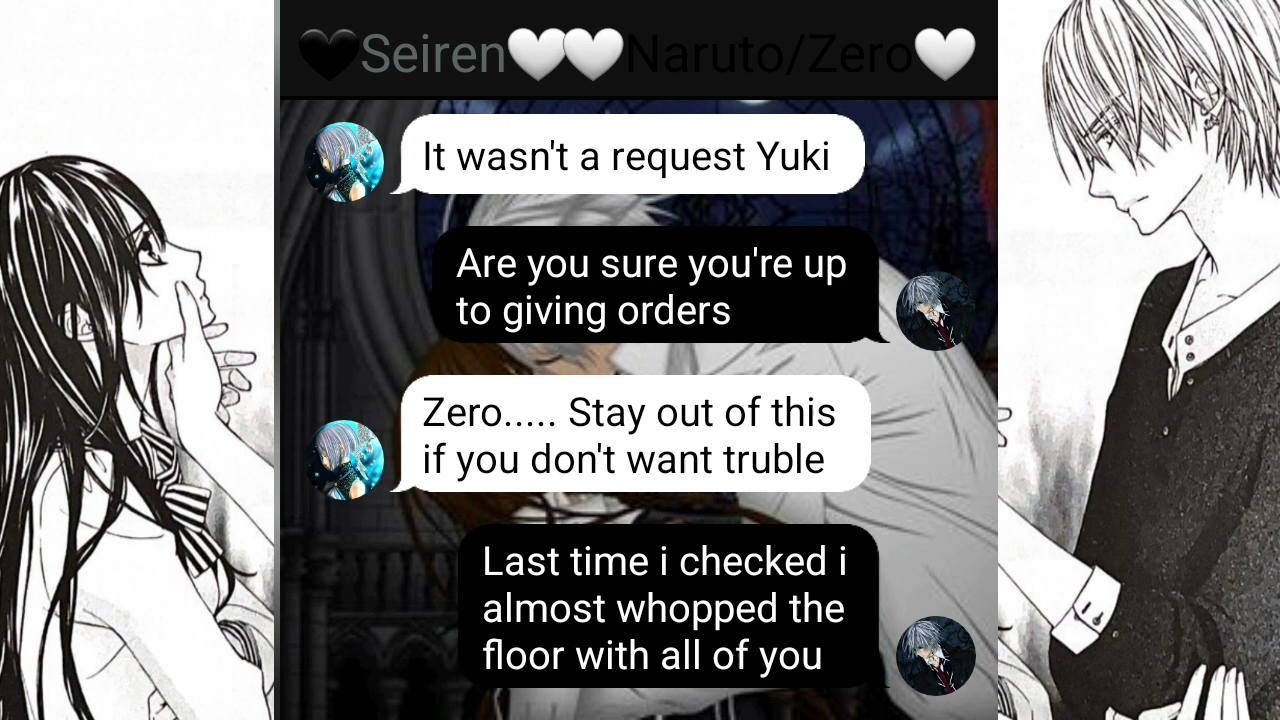 🖤Seiren🤍🤍Naruto/Zero🤍
It wasn't a request Yuki
Are you sure you're up
to giving orders
Zero..... Stay out of this
if you don't want truble
Last time i checked i
almost whopped the
floor with all of you